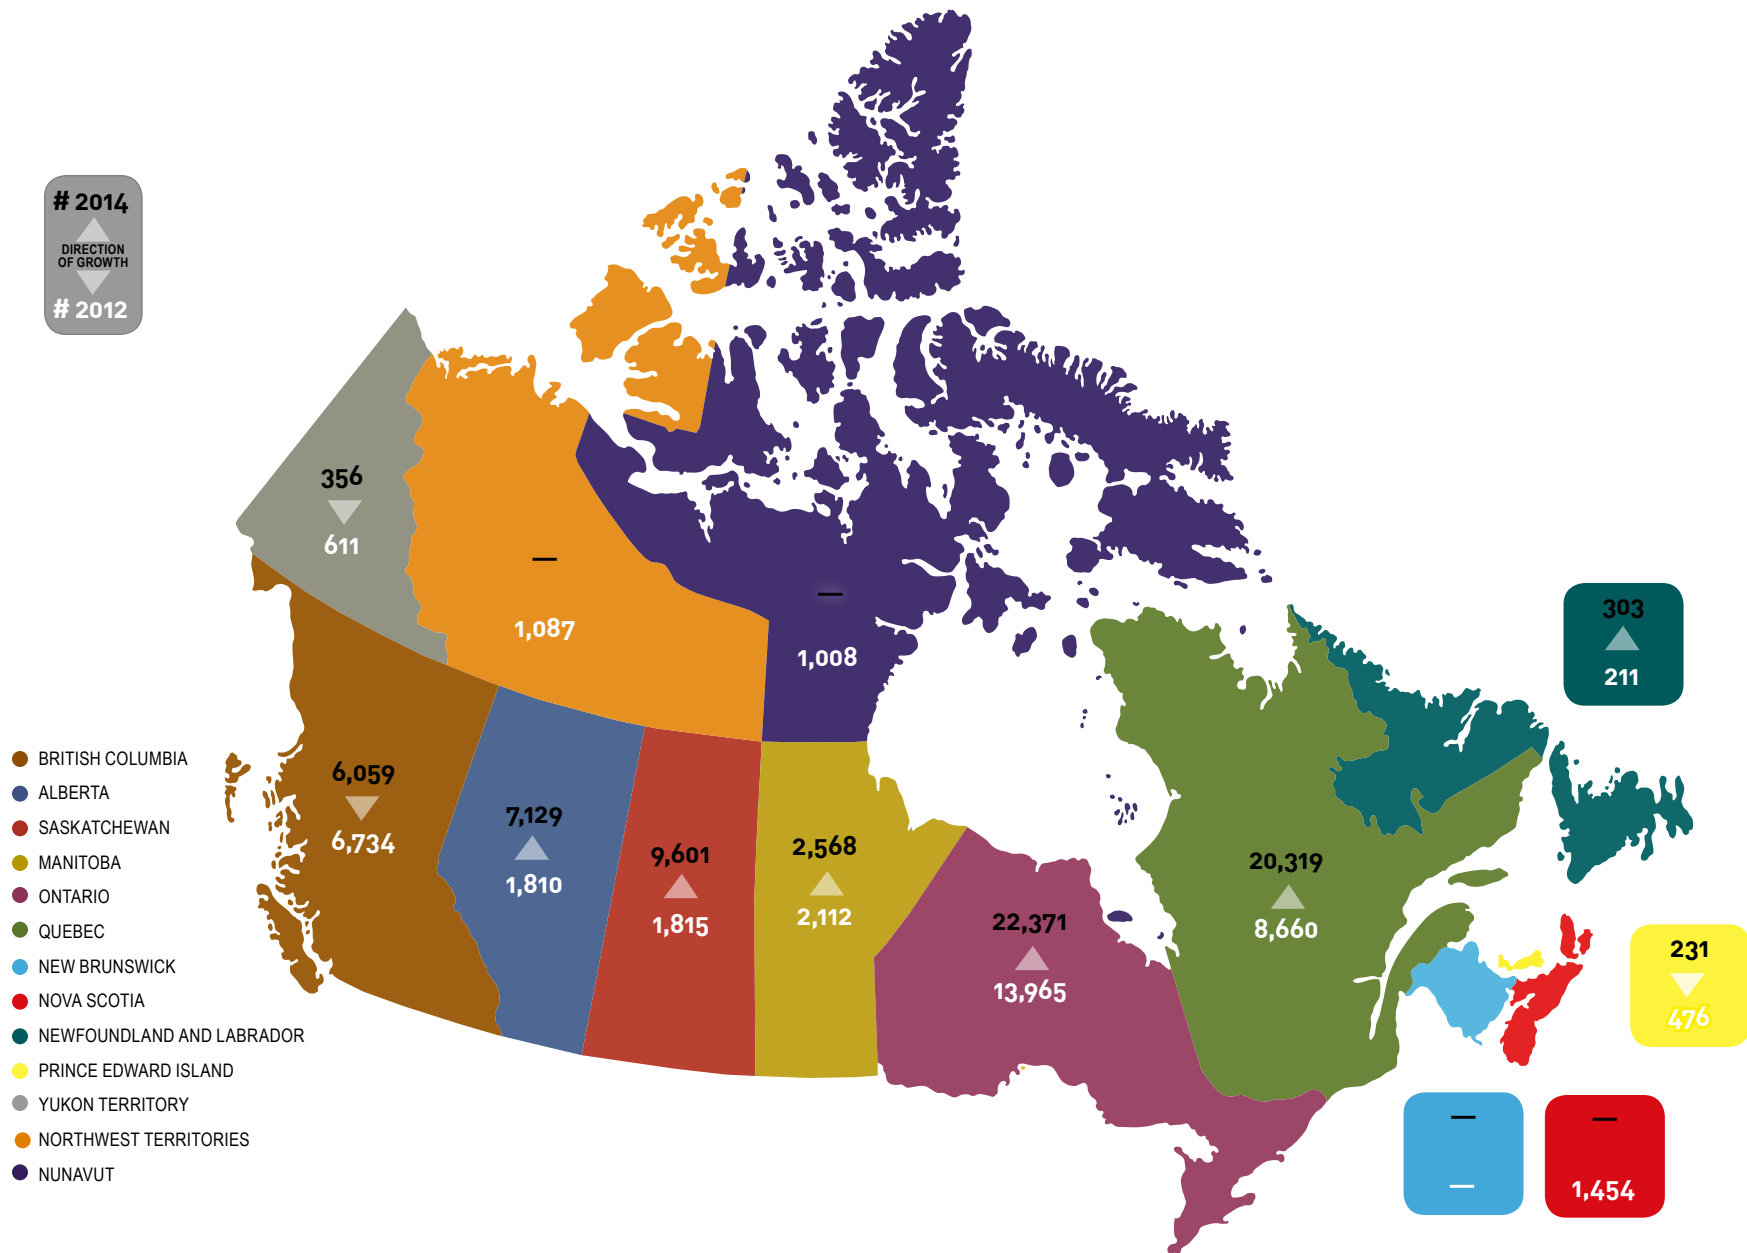 # 2014
DIRECTION
OF GROWTH
# 2012
356
611
—
1,087
—
1,008
303
211
6,059
6,734
7,129
1,810
9,601
1,815
2,568
2,112
22,371
13,965
20,319
8,660
231
476
—
—
—
1,454
BRITISH COLUMBIA
ALBERTA
SASKATCHEWAN
MANITOBA
ONTARIO
QUEBEC
NEW BRUNSWICK
NOVA SCOTIA
NEWFOUNDLAND AND LABRADOR
PRINCE EDWARD ISLAND
YUKON TERRITORY
NORTHWEST TERRITORIES
NUNAVUT